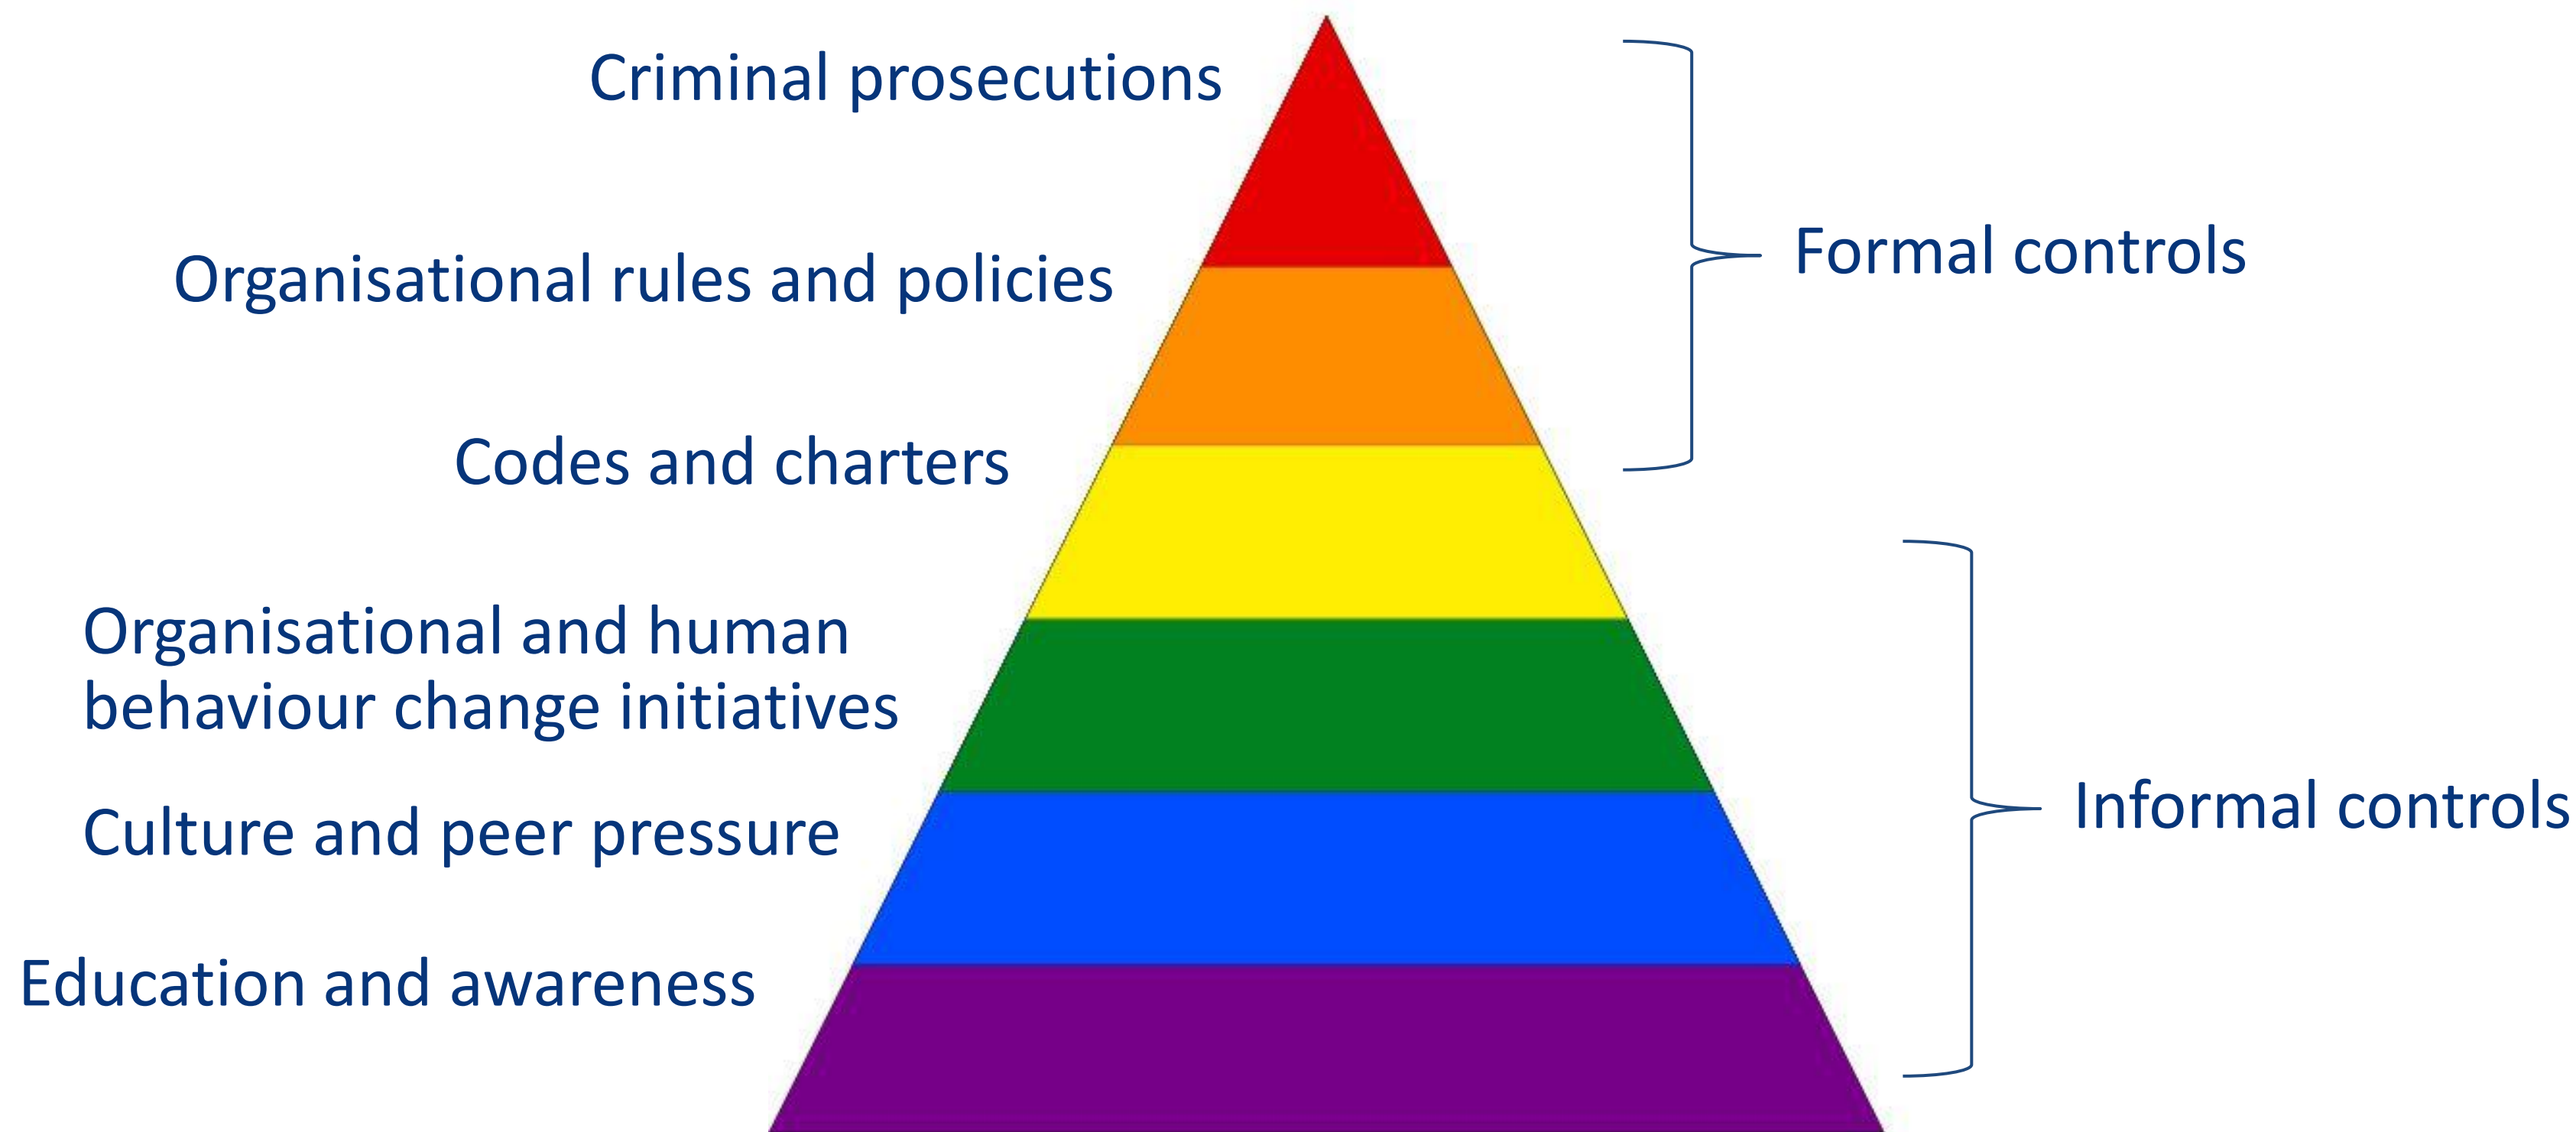 Criminal prosecutions
Organisational rules and policies
Formal controls
Codes and charters
Organisational and human
behaviour change initiatives
Culture and peer pressure
Informal controls
Education and awareness